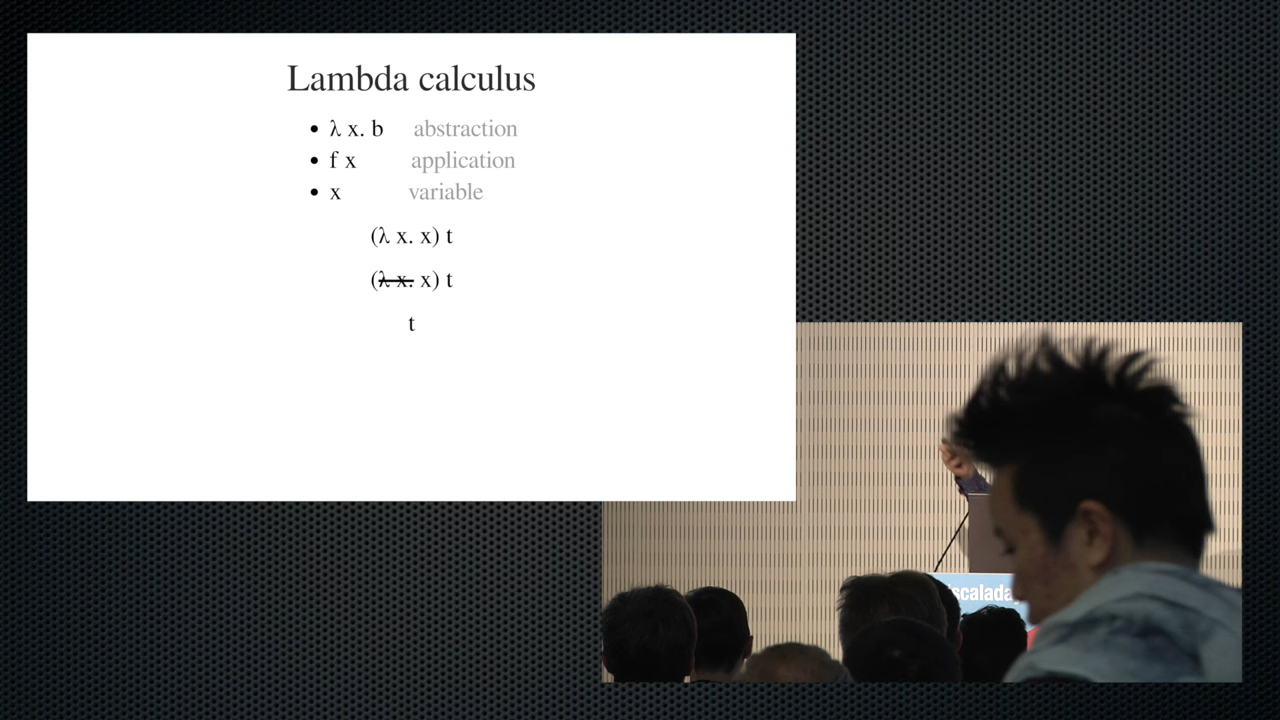 Lambda calculus
• λ x. b abstraction
• f x application
• x variable
(λ x. x) t
(λ x. x) t
t
scalada